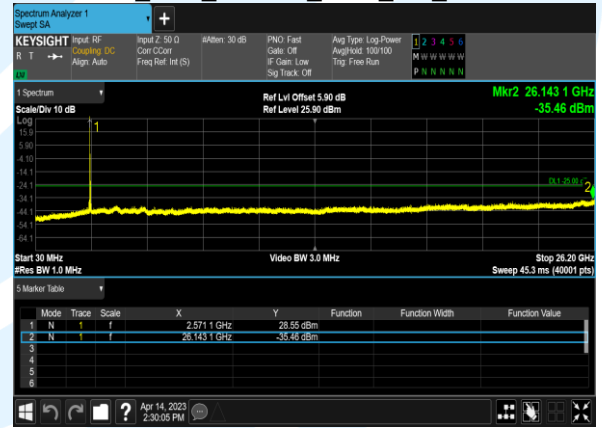 Spectrum Analyzer 1
Swept SA
+
KEYSIGHT Input: RF Input Z: 50 Ω #Atten: 30 dB PNO: Fast Avg Type: Log-Power 1 2 3 4 5 6
R T Coupling: DC Corr CCorr Gate: Off Avg|Hold: 100/100 M W W W W W
Align: Auto Freq Ref: Int (S) IF Gain: Low Trig: Free Run
Sig Track: Off P N N N N N
1 Spectrum Ref Lvl Offset 5.90 dB Mkr2 26.143 1 GHz
Scale/Div 10 dB Ref Level 25.90 dBm -35.46 dBm
Log
15.9 1
5.90
-4.10
-14.1
-24.1 DL1 -25.00 2
-34.1
-44.1
-54.1
-64.1
Start 30 MHz Video BW 3.0 MHz Stop 26.20 GHz
#Res BW 1.0 MHz Sweep 45.3 ms (40001 pts)
5 Marker Table
Mode Trace Scale X Y Function Function Width Function Value
1 N 1 f 2.571 1 GHz 28.55 dBm
2 N 1 f 26.143 1 GHz -35.46 dBm
3
4
5
6
? Apr 14, 2023
2:30:05 PM